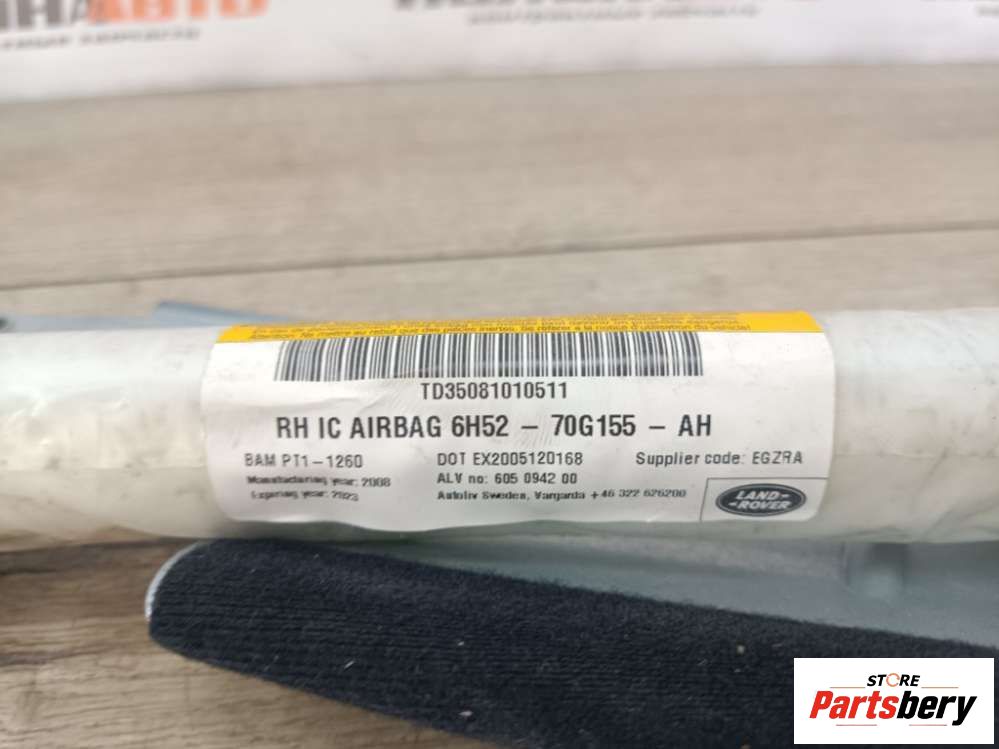 АВТО
TD35081010511
RH IC AIRBAG 6H52 - 70G155 - AH
BAM PT1-1260
DOT EX2005120168
Supplier code: EGZRA
Manufacturing year: 2008
ALV no: 605 0942 00
Expiring year: 2023
Autoliv Sweden, Vargarda +46 322 626200
LAND-
-ROVER
STORE
Partsbery